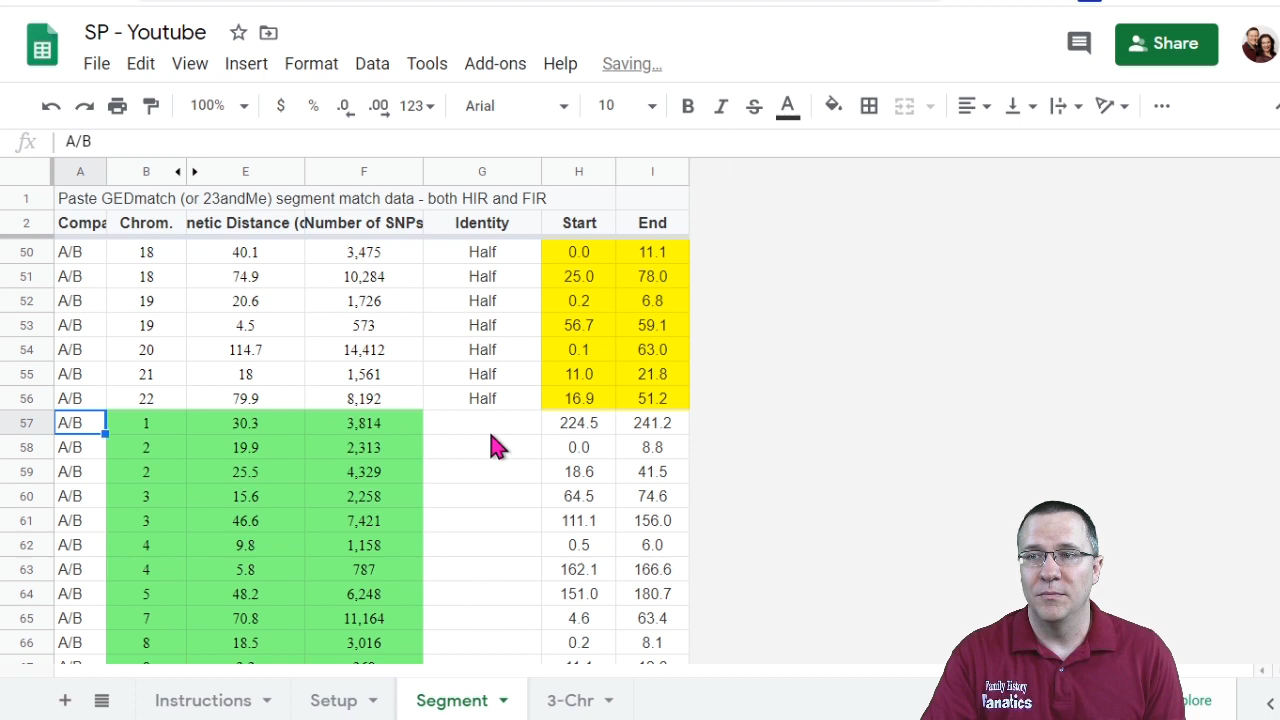 SP - Youtube
File Edit View Insert Format Data Tools Add-ons Help Saving...
Share
100% $ % .0 .00 123 Arial 10 B I S A
fx A/B
A B E F G H I
1 Paste GEDmatch (or 23andMe) segment match data - both HIR and FIR
2 Compa Chrom. netic Distance (c Number of SNPs Identity Start End
50 A/B 18 40.1 3,475 Half 0.0 11.1
51 A/B 18 74.9 10,284 Half 25.0 78.0
52 A/B 19 20.6 1,726 Half 0.2 6.8
53 A/B 19 4.5 573 Half 56.7 59.1
54 A/B 20 114.7 14,412 Half 0.1 63.0
55 A/B 21 18 1,561 Half 11.0 21.8
56 A/B 22 79.9 8,192 Half 16.9 51.2
57 A/B 1 30.3 3,814 224.5 241.2
58 A/B 2 19.9 2,313 0.0 8.8
59 A/B 2 25.5 4,329 18.6 41.5
60 A/B 3 15.6 2,258 64.5 74.6
61 A/B 3 46.6 7,421 111.1 156.0
62 A/B 4 9.8 1,158 0.5 6.0
63 A/B 4 5.8 787 162.1 166.6
64 A/B 5 48.2 6,248 151.0 180.7
65 A/B 7 70.8 11,164 4.6 63.4
66 A/B 8 18.5 3,016 0.2 8.1
Instructions Setup Segment 3-Chr plore
Family History
Fanatics